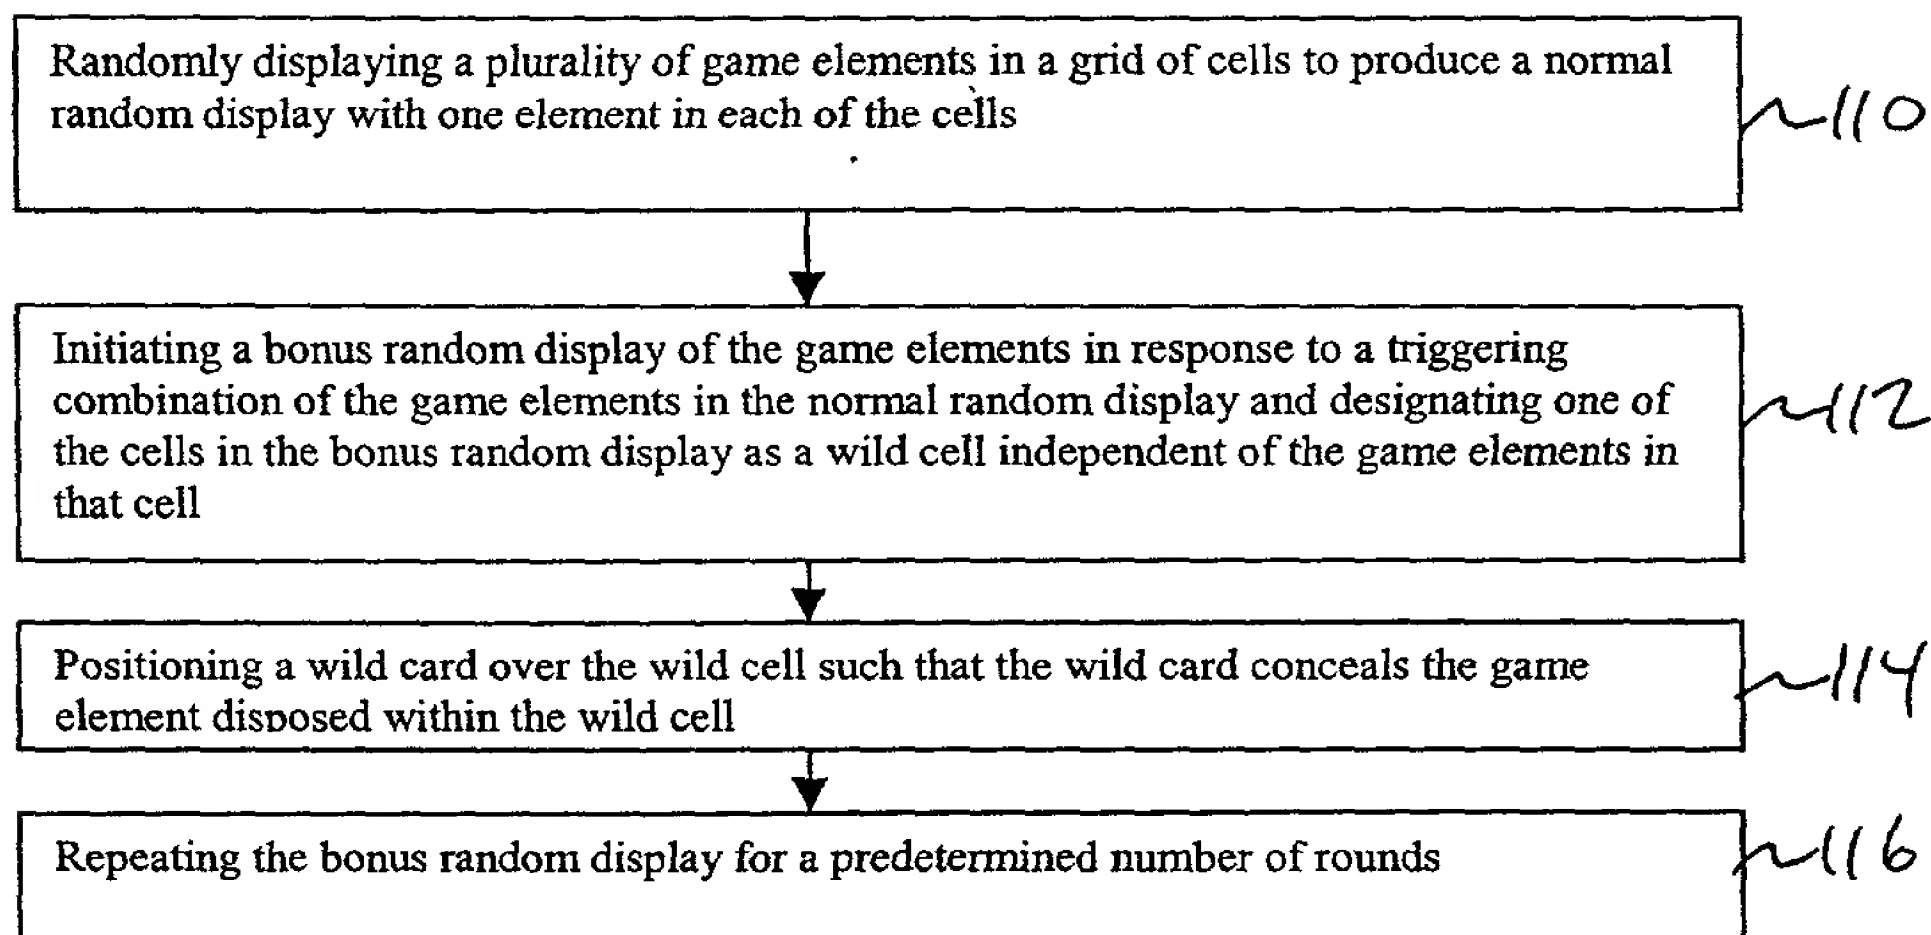 Randomly displaying a plurality of game elements in a grid of cells to produce a normal
random display with one element in each of the cells
110
Initiating a bonus random display of the game elements in response to a triggering
combination of the game elements in the normal random display and designating one of
the cells in the bonus random display as a wild cell independent of the game elements in
that cell
112
Positioning a wild card over the wild cell such that the wild card conceals the game
element disposed within the wild cell
114
Repeating the bonus random display for a predetermined number of rounds
116